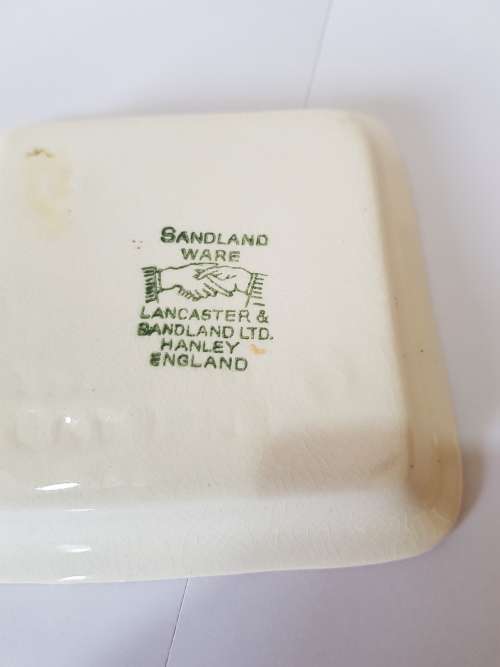 SANDLAND
WARE
LANCASTER &
SANDLAND LTD.
HANLEY
ENGLAND